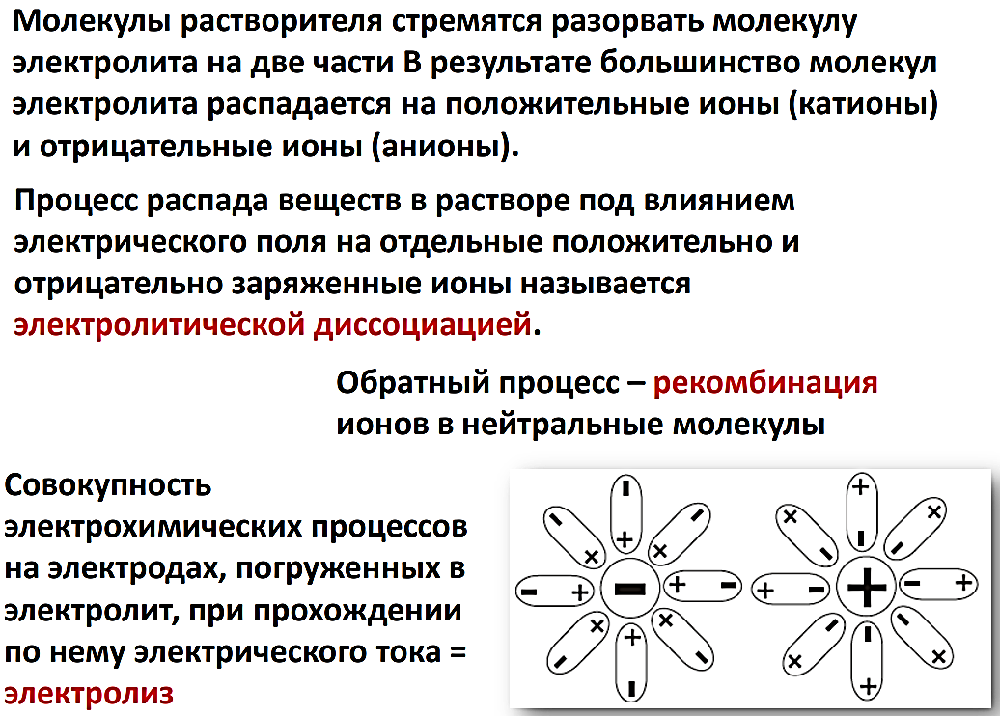 Молекулы растворителя стремятся разорвать молекулу
электролита на две части В результате большинство молекул
электролита распадается на положительные ионы (катионы)
и отрицательные ионы (анионы).
Процесс распада веществ в растворе под влиянием
электрического поля на отдельные положительно и
отрицательно заряженные ионы называется
электролитической диссоциацией.
Обратный процесс – рекомбинация
ионов в нейтральные молекулы
Совокупность
электрохимических процессов
на электродах, погруженных в
электролит, при прохождении
по нему электрического тока =
электролиз